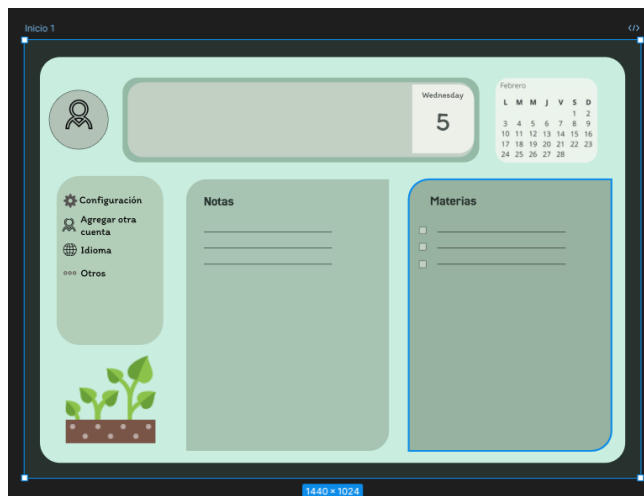 Inicio 1
Wednesday
5
Febrero
L M M J V S D
1 2
3 4 5 6 7 8 9
10 11 12 13 14 15 16
17 18 19 20 21 22 23
24 25 26 27 28
Configuración
Agregar otra
cuenta
Idioma
Otros
Notas
Materias
1440 × 1024